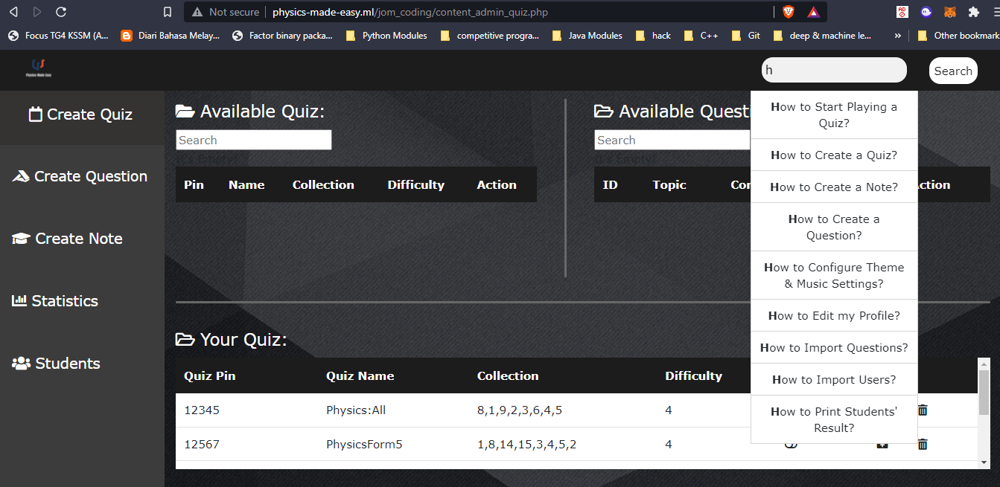 Not secure | physics-made-easy.ml/jom_coding/content_admin_quiz.php
Focus TG4 KSSM (A... Diari Bahasa Melay... Factor binary packa... Python Modules competitive progra... Java Modules hack C++ Git deep & machine le... » Other bookmark
Physics Made Easy
h
Search
How to Start Playing a
Quiz?
How to Create a Quiz?
How to Create a Note?
How to Create a
Question?
How to Configure Theme
& Music Settings?
How to Edit my Profile?
How to Import Questions?
How to Import Users?
How to Print Students'
Result?
Create Quiz
Create Question
Create Note
Statistics
Students
Available Quiz:
Search
It's Empty!
Pin Name Collection Difficulty Action
Available Questi
Search
It's Empty!
ID Topic Con ction
Your Quiz:
Quiz Pin Quiz Name Collection Difficulty
12345 Physics:All 8,1,9,2,3,6,4,5 4
12567 PhysicsForm5 1,8,14,15,3,4,5,2 4